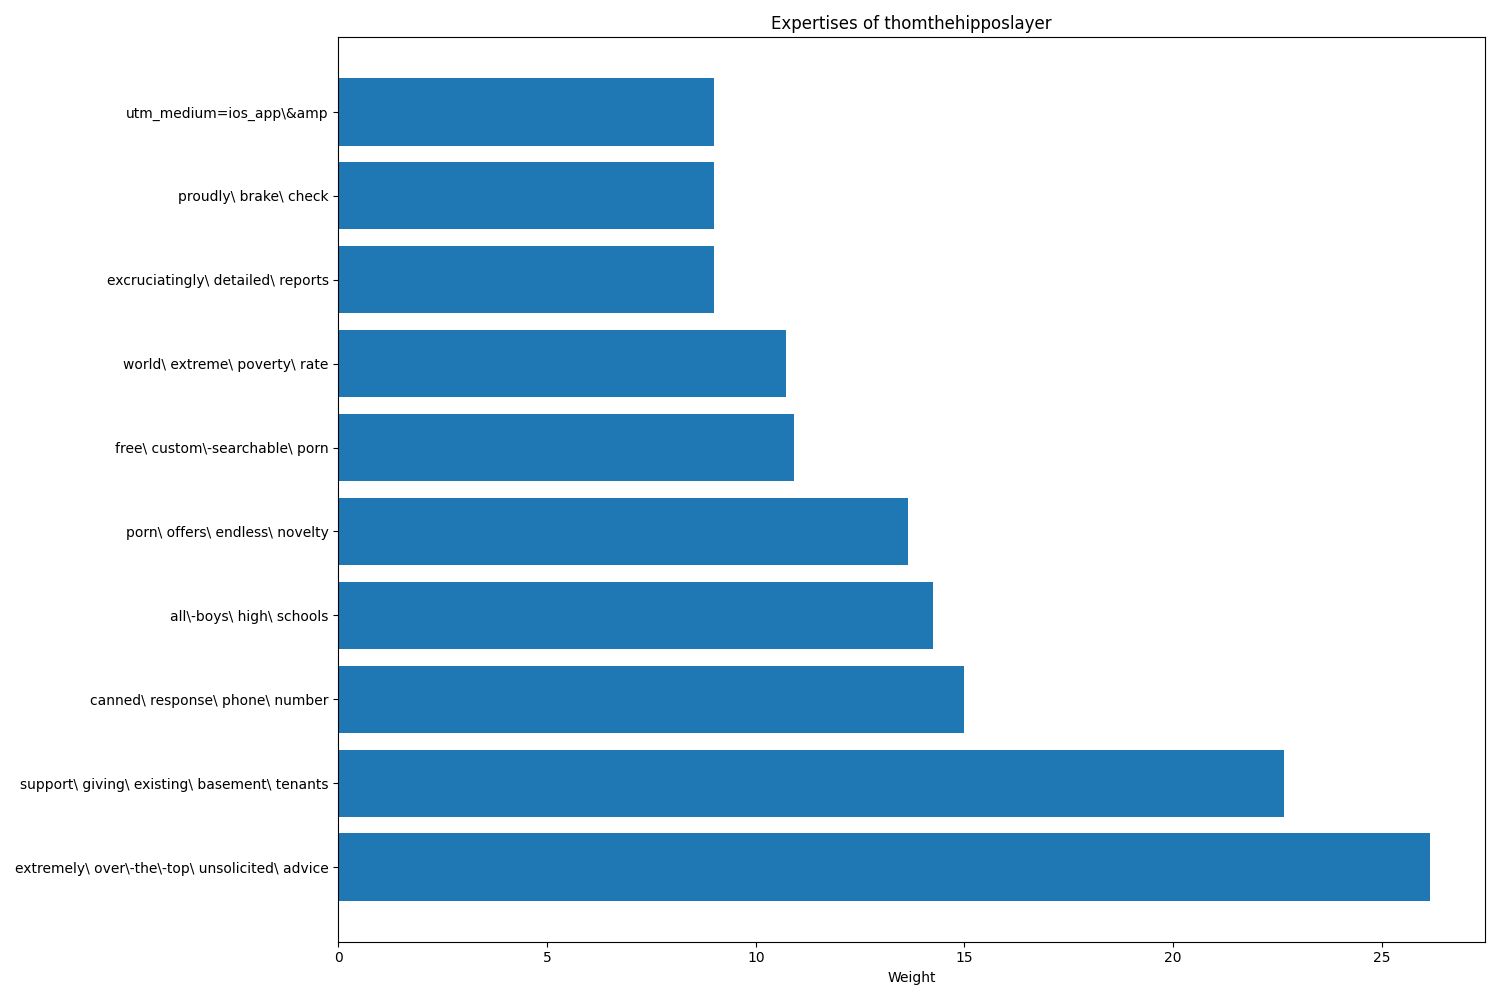 Expertises of thomthehipposlayer
utm_medium=ios_app\&amp
proudly\ brake\ check
excruciatingly\ detailed\ reports
world\ extreme\ poverty\ rate
free\ custom\-searchable\ porn
porn\ offers\ endless\ novelty
all\-boys\ high\ schools
canned\ response\ phone\ number
support\ giving\ existing\ basement\ tenants
extremely\ over\-the\-top\ unsolicited\ advice
0 5 10 15 20 25
Weight